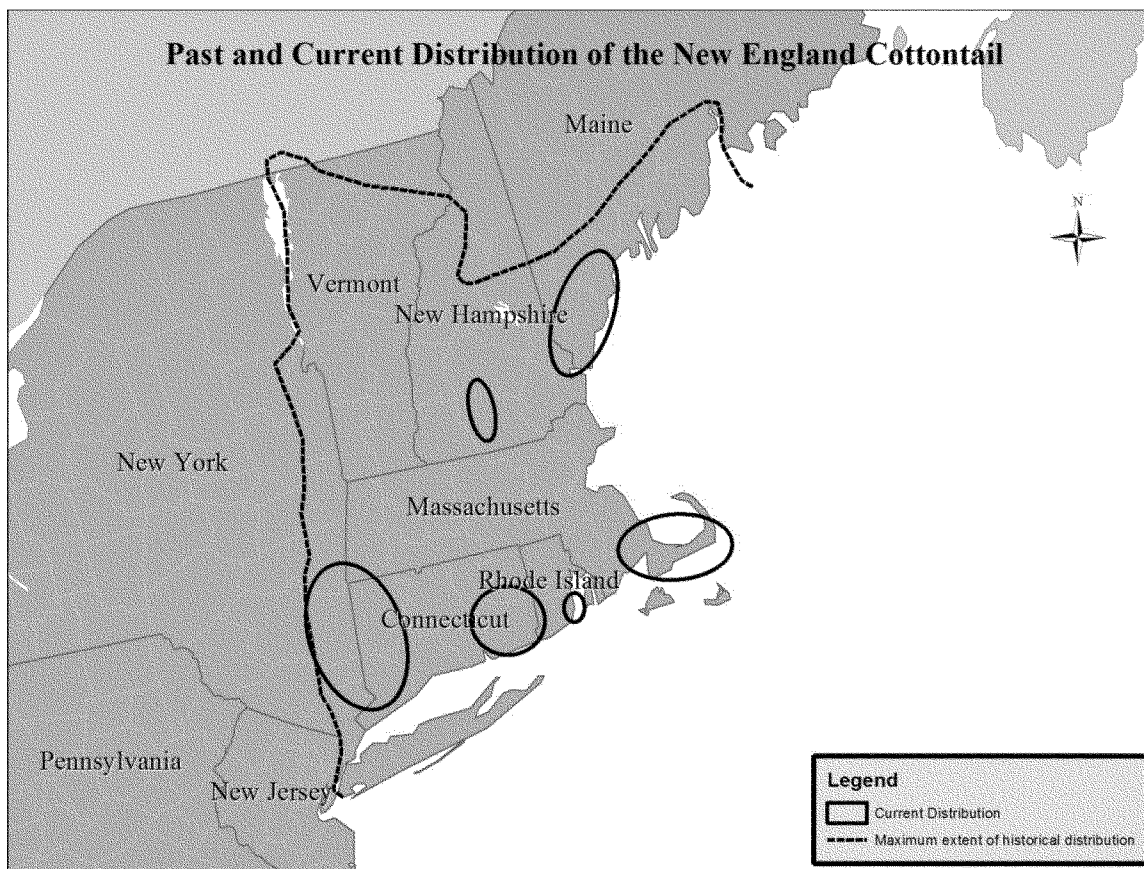 Past and Current Distribution of the New England Cottontail
Maine
N
Vermont
New Hampshire
New York
Massachusetts
Rhode Island
Connecticut
Pennsylvania
New Jersey
Legend
Current Distribution
Maximum extent of historical distribution